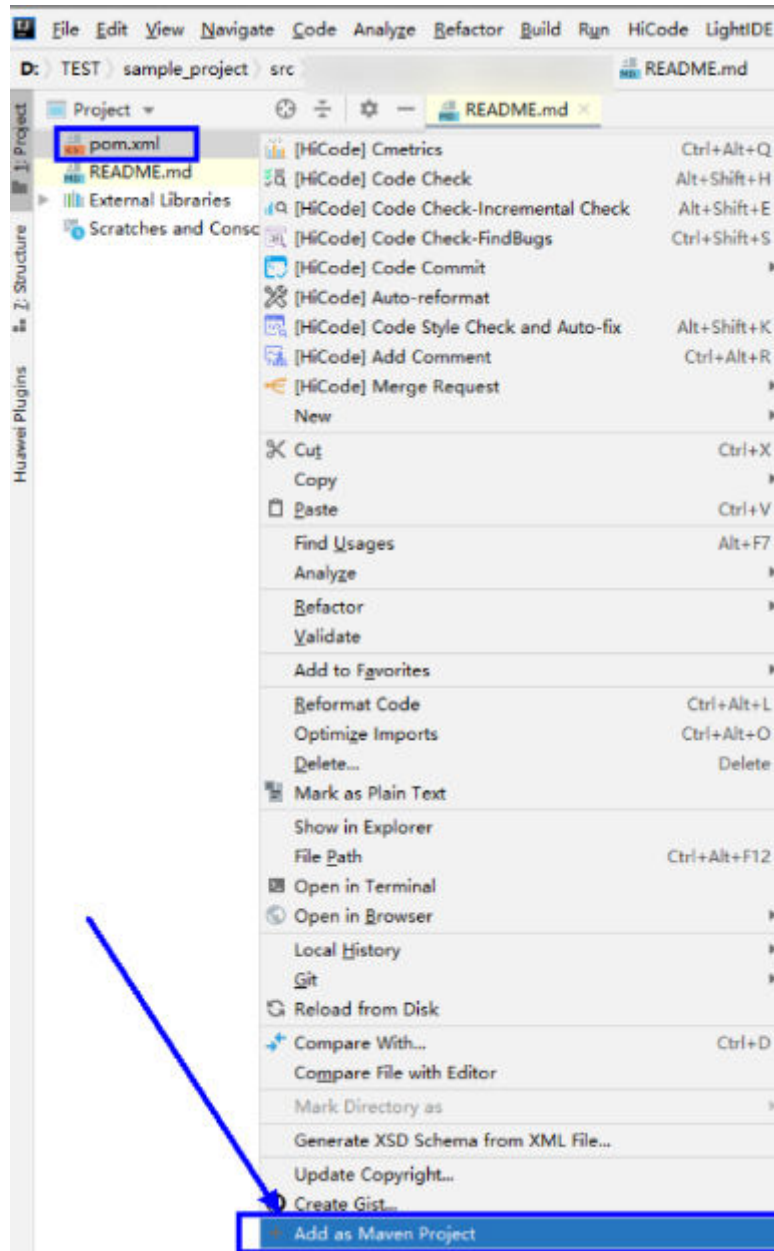 File Edit View Navigate Code Analyze Refactor Build Run HiCode LightIDE
D: TEST sample_project src README.md
Project README.md
1: Project
pom.xml
README.md
External Libraries
Scratches and Consc
2: Structure
Huawei Plugins
[HiCode] Cmetrics Ctrl+Alt+Q
[HiCode] Code Check Alt+Shift+H
[HiCode] Code Check-Incremental Check Alt+Shift+E
[HiCode] Code Check-FindBugs Ctrl+Shift+S
[HiCode] Code Commit
[HiCode] Auto-reformat
[HiCode] Code Style Check and Auto-fix Alt+Shift+K
[HiCode] Add Comment Ctrl+Alt+R
[HiCode] Merge Request
New
Cut Ctrl+X
Copy
Paste Ctrl+V
Find Usages Alt+F7
Analyze
Refactor
Validate
Add to Favorites
Reformat Code Ctrl+Alt+L
Optimize Imports Ctrl+Alt+O
Delete... Delete
Mark as Plain Text
Show in Explorer
File Path Ctrl+Alt+F12
Open in Terminal
Open in Browser
Local History
Git
Reload from Disk
Compare With... Ctrl+D
Compare File with Editor
Mark Directory as
Generate XSD Schema from XML File...
Update Copyright...
Create Gist...
Add as Maven Project